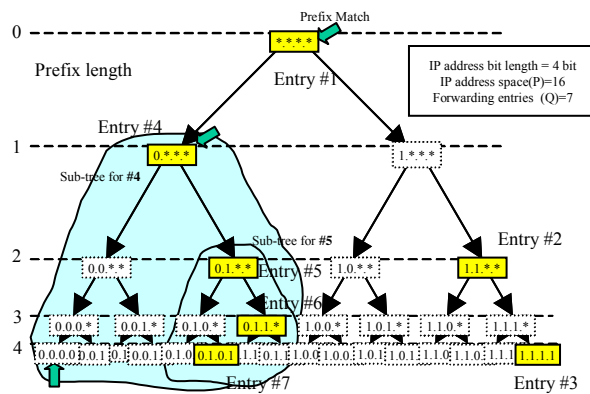 0
Prefix Match
*.*.*.*
Prefix length
Entry #1
IP address bit length = 4 bit
IP address space(P)=16
Forwarding entries (Q)=7
Entry #4
1
0.*.*.*
1.*.*.*
Sub-tree for #4
Sub-tree for #5
Entry #2
2
0.0.*.*
0.1.*.*
Entry #5
1.0.*.*
1.1.*.*
Entry #6
3
0.0.0.*
0.0.1.*
0.1.0.*
0.1.1.*
1.0.0.*
1.0.1.*
1.1.0.*
1.1.1.*
4
0.0.0.0
0.1.0.1
1.1.1.1
Entry #7
Entry #3